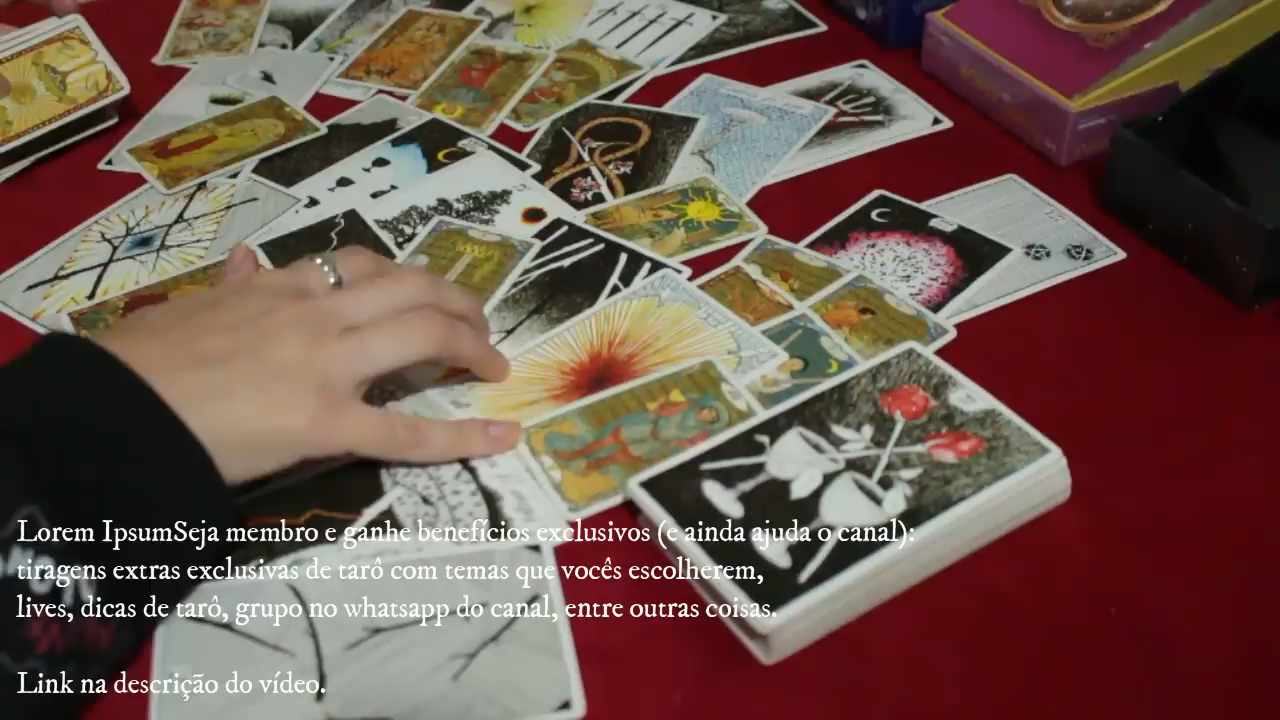 Lorem IpsumSeja membro e ganhe benefícios exclusivos (e ainda ajuda o canal):
tiragens extras exclusivas de tarô com temas que vocês escolherem,
lives, dicas de tarô, grupo no whatsapp do canal, entre outras coisas.
Link na descrição do vídeo.